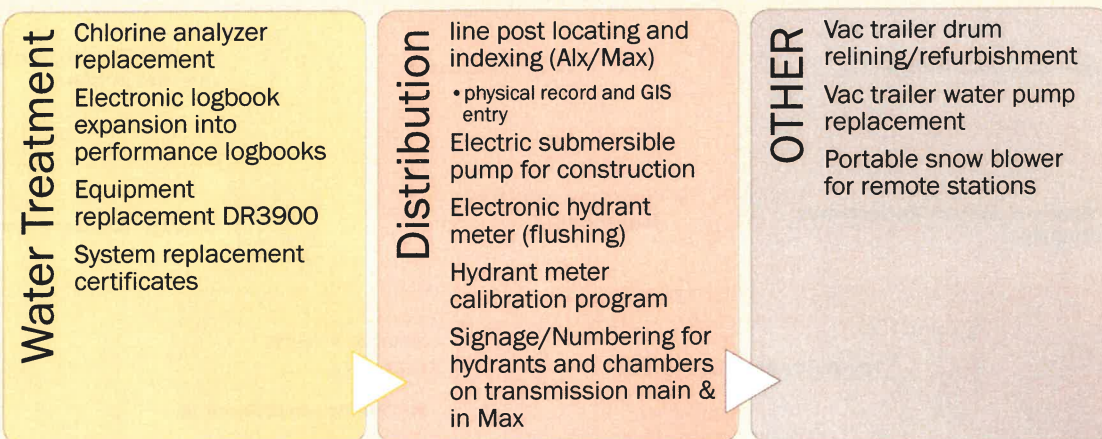 Water Treatment
Chlorine analyzer
replacement
Electronic logbook
expansion into
performance logbooks
Equipment
replacement DR3900
System replacement
certificates
Distribution
line post locating and
indexing (Alx/Max)
• physical record and GIS
entry
Electric submersible
pump for construction
Electronic hydrant
meter (flushing)
Hydrant meter
calibration program
Signage/Numbering for
hydrants and chambers
on transmission main &
in Max
OTHER
Vac trailer drum
relining/refurbishment
Vac trailer water pump
replacement
Portable snow blower
for remote stations